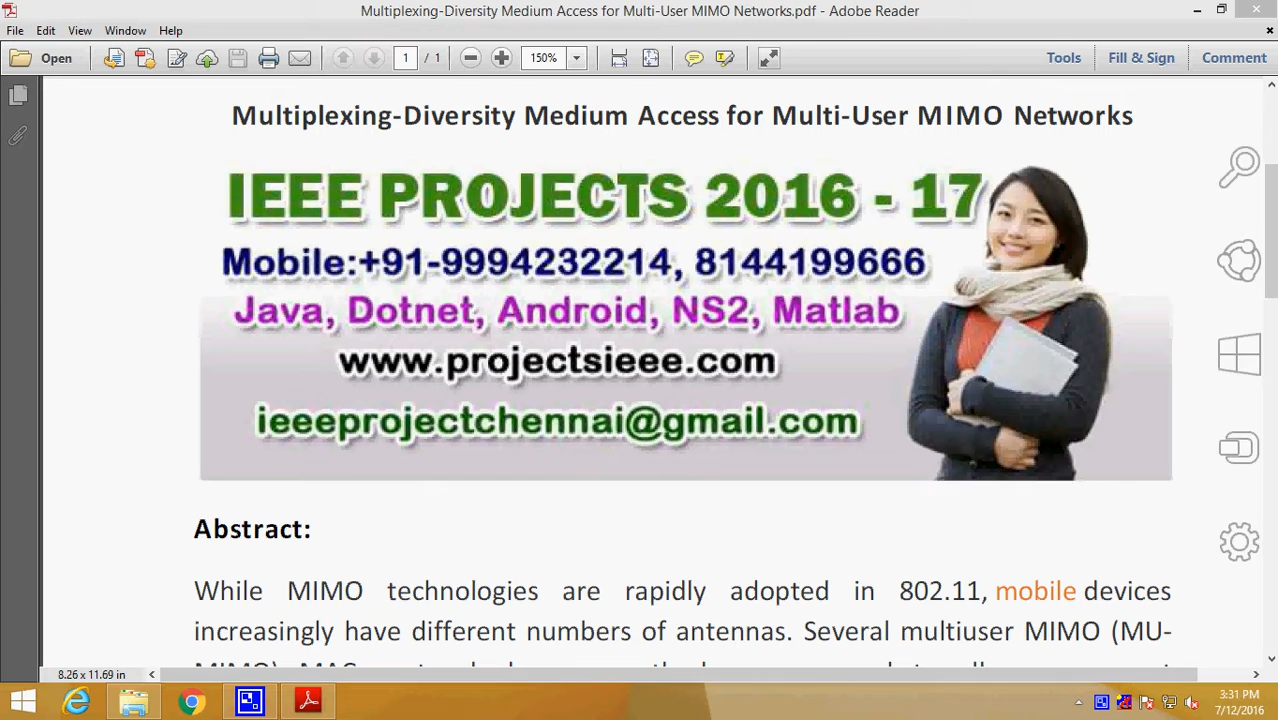 Multiplexing-Diversity Medium Access for Multi-User MIMO Networks.pdf - Adobe Reader
File Edit View Window Help
Open 1 / 1 150% Tools Fill & Sign Comment
Multiplexing-Diversity Medium Access for Multi-User MIMO Networks
IEEE PROJECTS 2016 - 17
Mobile:+91-9994232214, 8144199666
Java, Dotnet, Android, NS2, Matlab
www.projectsieee.com
ieeeprojectchennai@gmail.com
Abstract:
While MIMO technologies are rapidly adopted in 802.11, mobile devices
increasingly have different numbers of antennas. Several multiuser MIMO (MU-
8.26 x 11.69 in
3:31 PM
7/12/2016